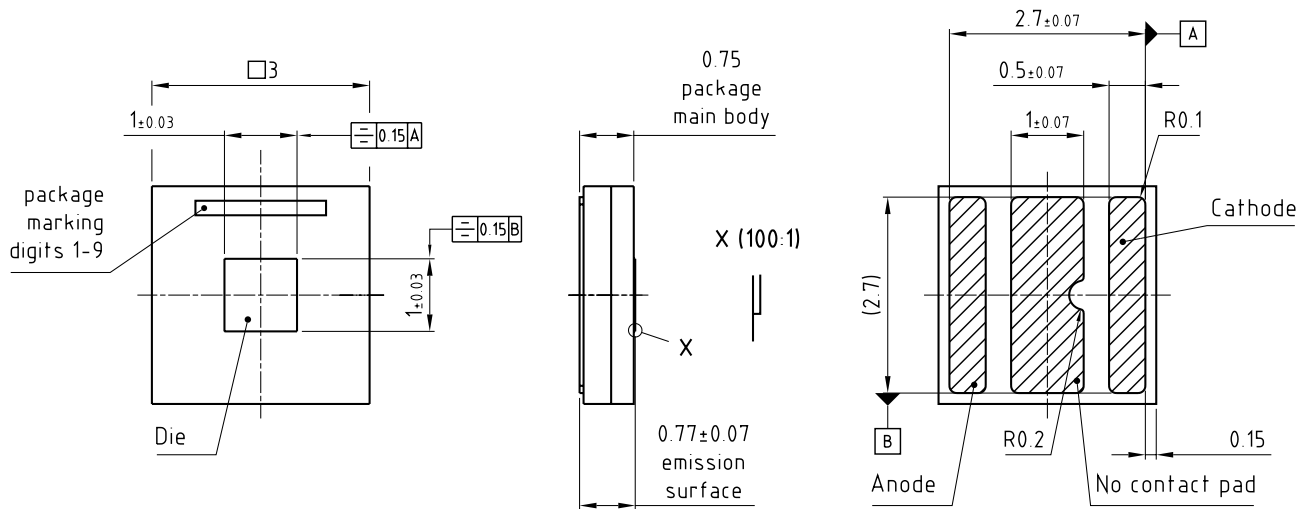 □3
1±0.03
⌯ 0.15 A
package
marking
digits 1-9
⌯ 0.15 B
1±0.03
Die
0.75
package
main body
X (100:1)
X
0.77±0.07
emission
surface
2.7±0.07
A
0.5±0.07
1±0.07
R0.1
Cathode
(2.7)
B
R0.2
0.15
Anode
No contact pad